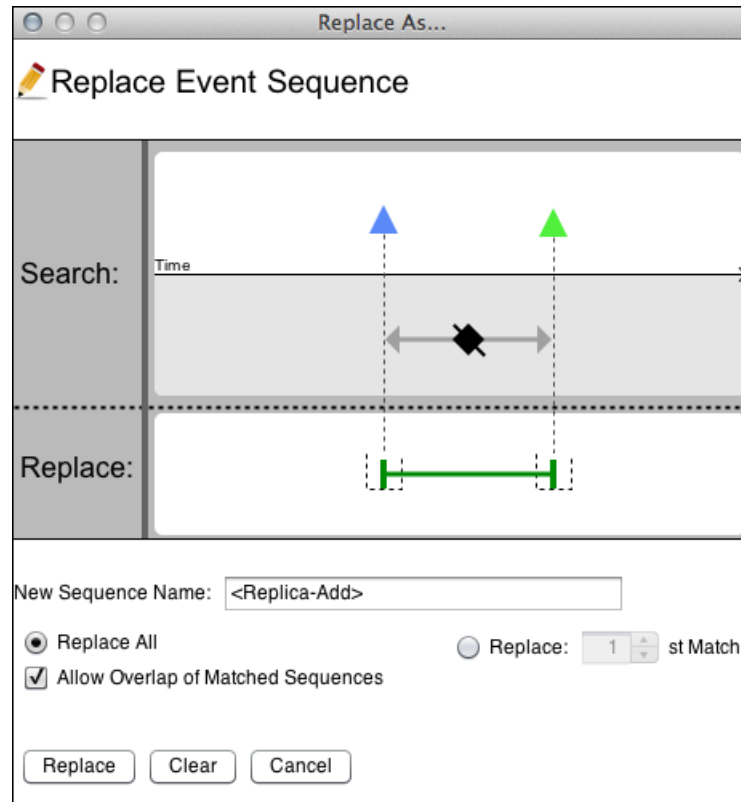 Replace As...
Replace Event Sequence
Search:
Time
Replace:
New Sequence Name: <Replica-Add>
Replace All
Replace: 1 st Match
Allow Overlap of Matched Sequences
Replace Clear Cancel